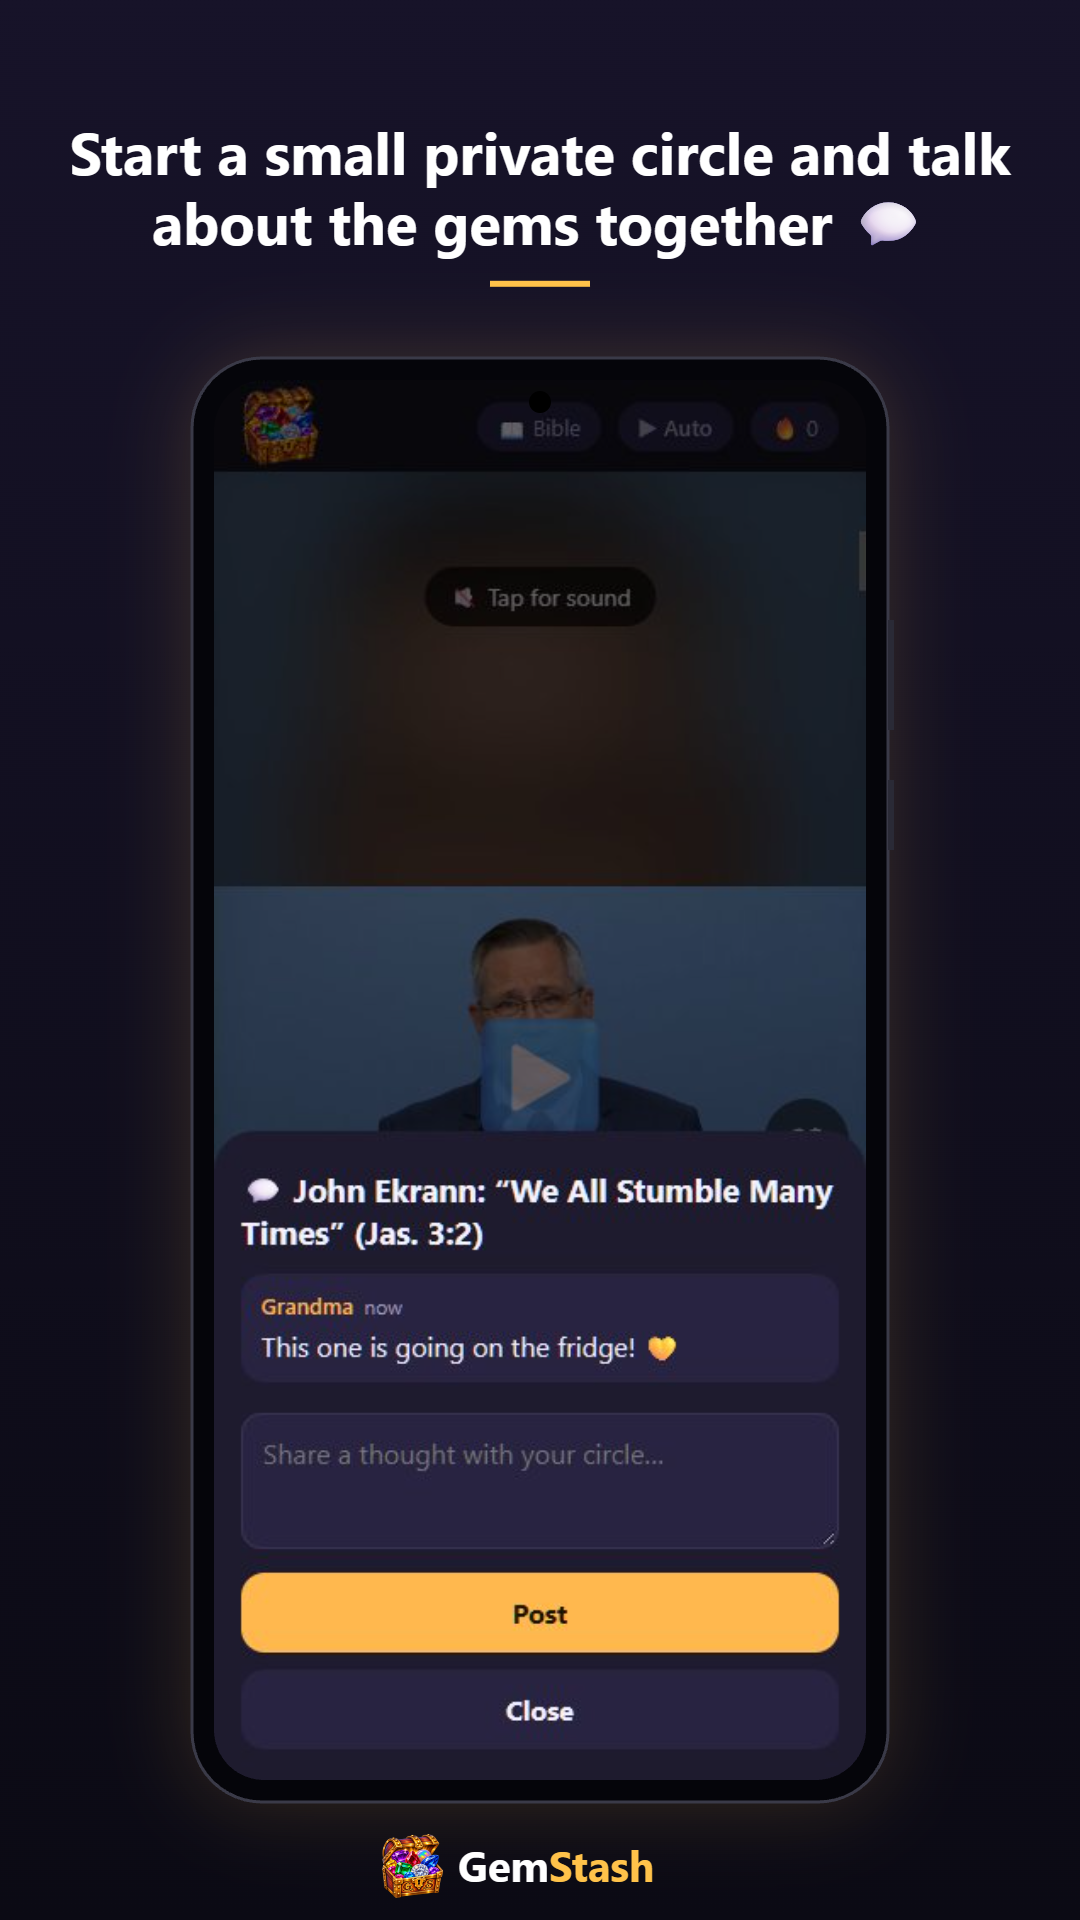 Start a small private circle and talk
about the gems together
Bible
Auto
0
Tap for sound
John Ekrann: “We All Stumble Many
Times” (Jas. 3:2)
Grandma now
This one is going on the fridge!
Share a thought with your circle...
Post
Close
GemStash